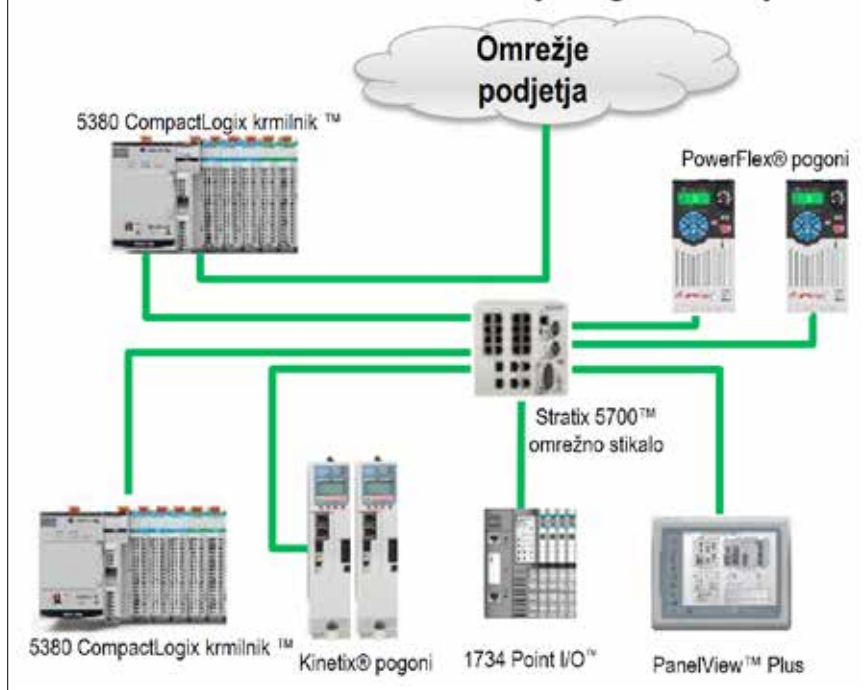 Omrežje
podjetja
5380 CompactLogix krmilnik ™
PowerFlex® pogoni
Stratix 5700™
omrežno stikalo
5380 CompactLogix krmilnik ™
Kinetix® pogoni
1734 Point I/O™
PanelView™ Plus